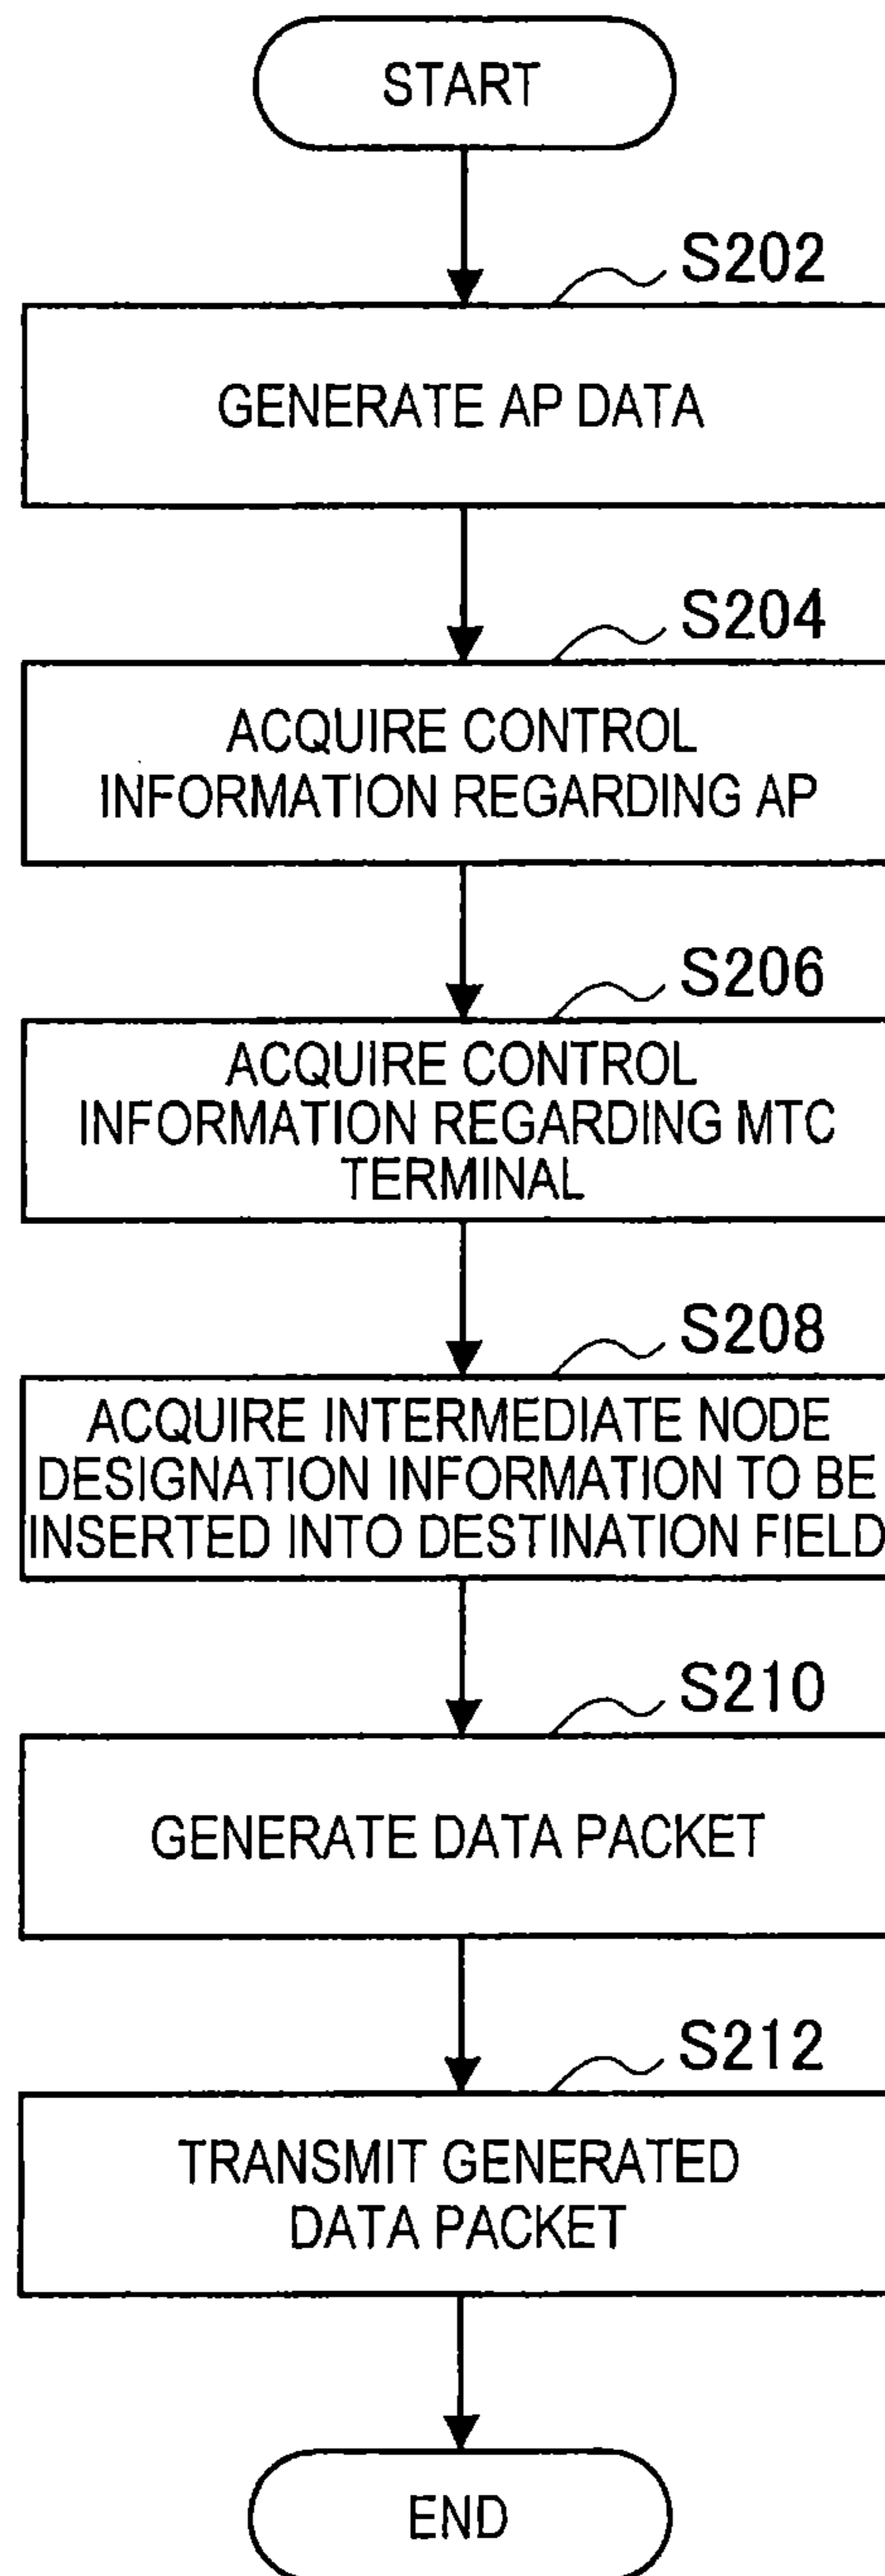 START
S202
GENERATE AP DATA
S204
ACQUIRE CONTROL
INFORMATION REGARDING AP
S206
ACQUIRE CONTROL
INFORMATION REGARDING MTC
TERMINAL
S208
ACQUIRE INTERMEDIATE NODE
DESIGNATION INFORMATION TO BE
INSERTED INTO DESTINATION FIELD
S210
GENERATE DATA PACKET
S212
TRANSMIT GENERATED
DATA PACKET
END